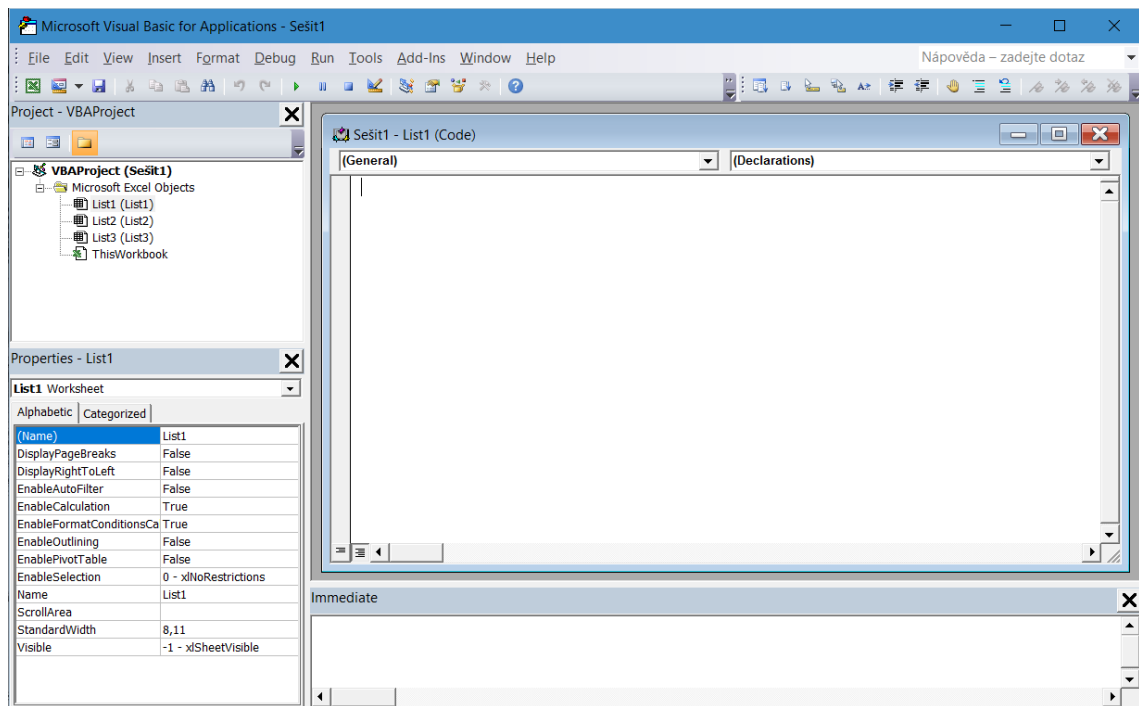 Microsoft Visual Basic for Applications - Sešit1
File Edit View Insert Format Debug Run Tools Add-Ins Window Help
Nápověda – zadejte dotaz
Project - VBAProject
VBAProject (Sešit1)
Microsoft Excel Objects
List1 (List1)
List2 (List2)
List3 (List3)
ThisWorkbook
Properties - List1
List1 Worksheet
Alphabetic Categorized
(Name) List1
DisplayPageBreaks False
DisplayRightToLeft False
EnableAutoFilter False
EnableCalculation True
EnableFormatConditionsCa True
EnableOutlining False
EnablePivotTable False
EnableSelection 0 - xlNoRestrictions
Name List1
ScrollArea
StandardWidth 8,11
Visible -1 - xlSheetVisible
Sešit1 - List1 (Code)
(General) (Declarations)
Immediate